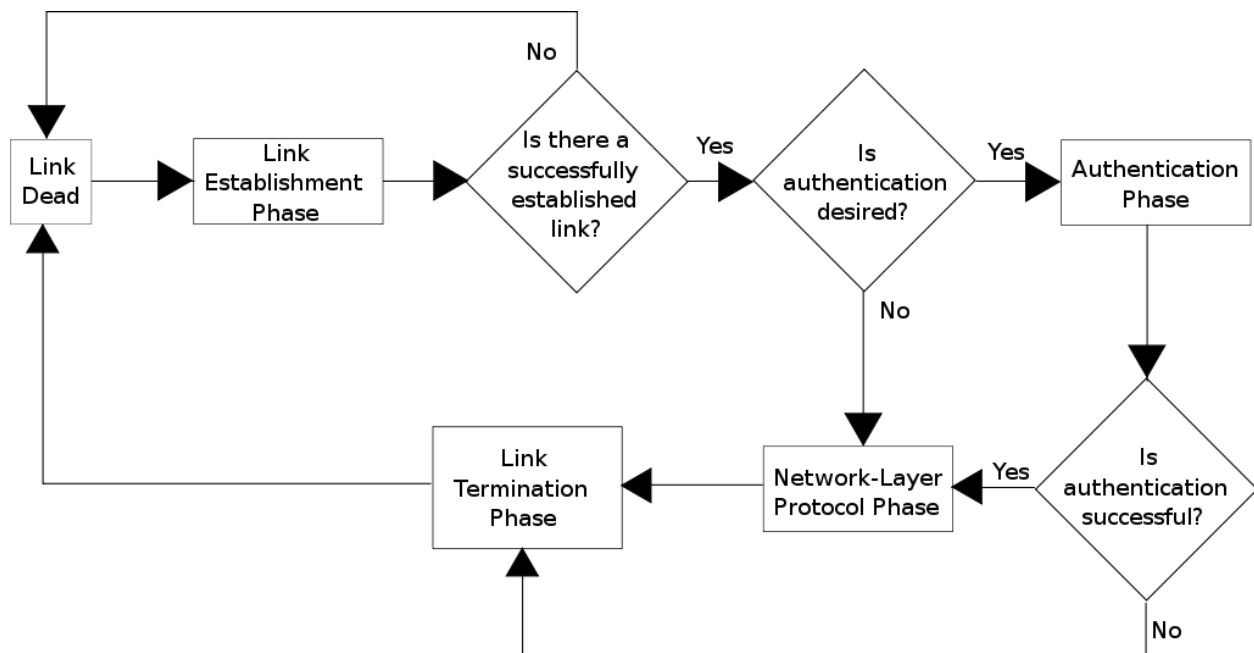 No
Link
Dead
Link
Establishment
Phase
Is there a
successfully
established
link?
Yes
Is
authentication
desired?
Yes
Authentication
Phase
No
Link
Termination
Phase
Network-Layer
Protocol Phase
Yes
Is
authentication
successful?
No